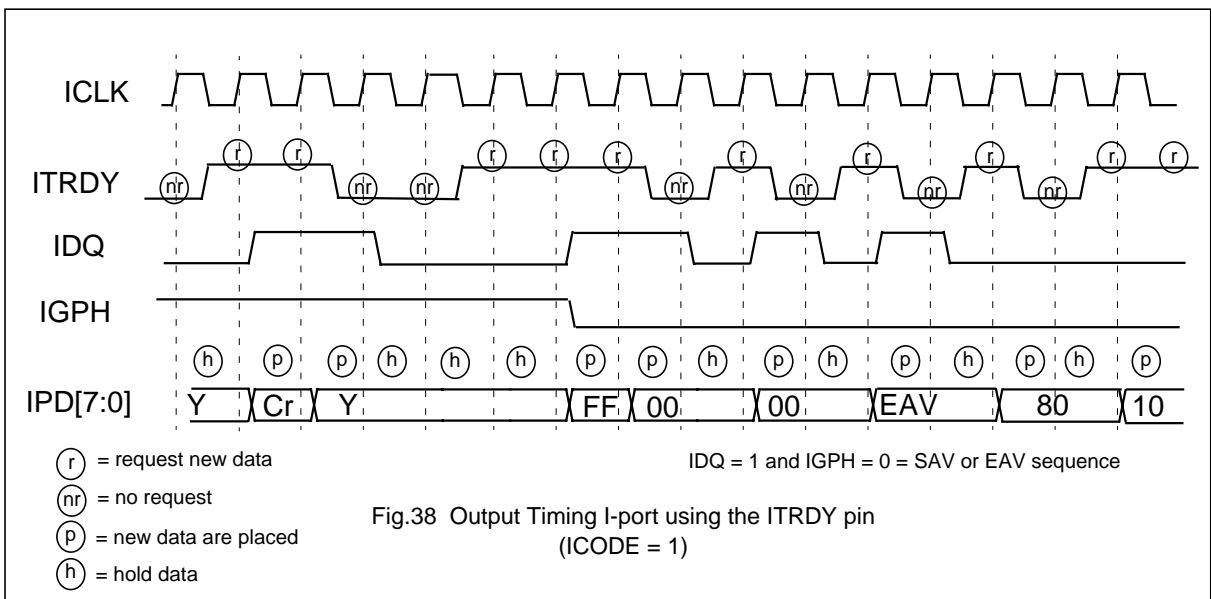 ICLK
r r r r r r r r r r
ITRDY nr nr nr nr nr nr nr
IDQ
IGPH
h p p h h h p p h p h p h p h p
IPD[7:0] Y Cr Y FF 00 00 EAV 80 10
r = request new data
IDQ = 1 and IGPH = 0 = SAV or EAV sequence
nr = no request
Fig.38 Output Timing I-port using the ITRDY pin
p = new data are placed
(ICODE = 1)
h = hold data